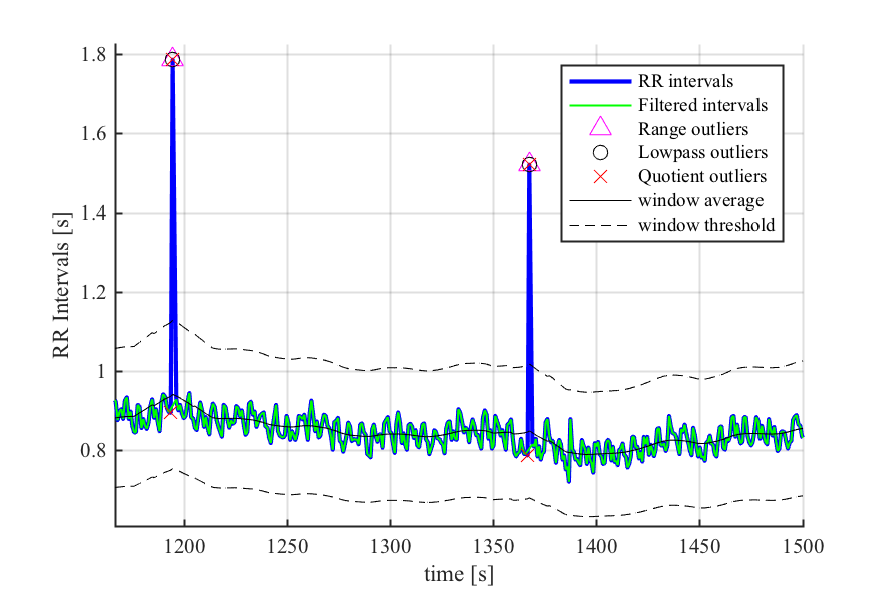 1.8
1.6
1.4
1.2
1
0.8
RR Intervals [s]
RR intervals
Filtered intervals
Range outliers
Lowpass outliers
Quotient outliers
window average
window threshold
1200 1250 1300 1350 1400 1450 1500
time [s]